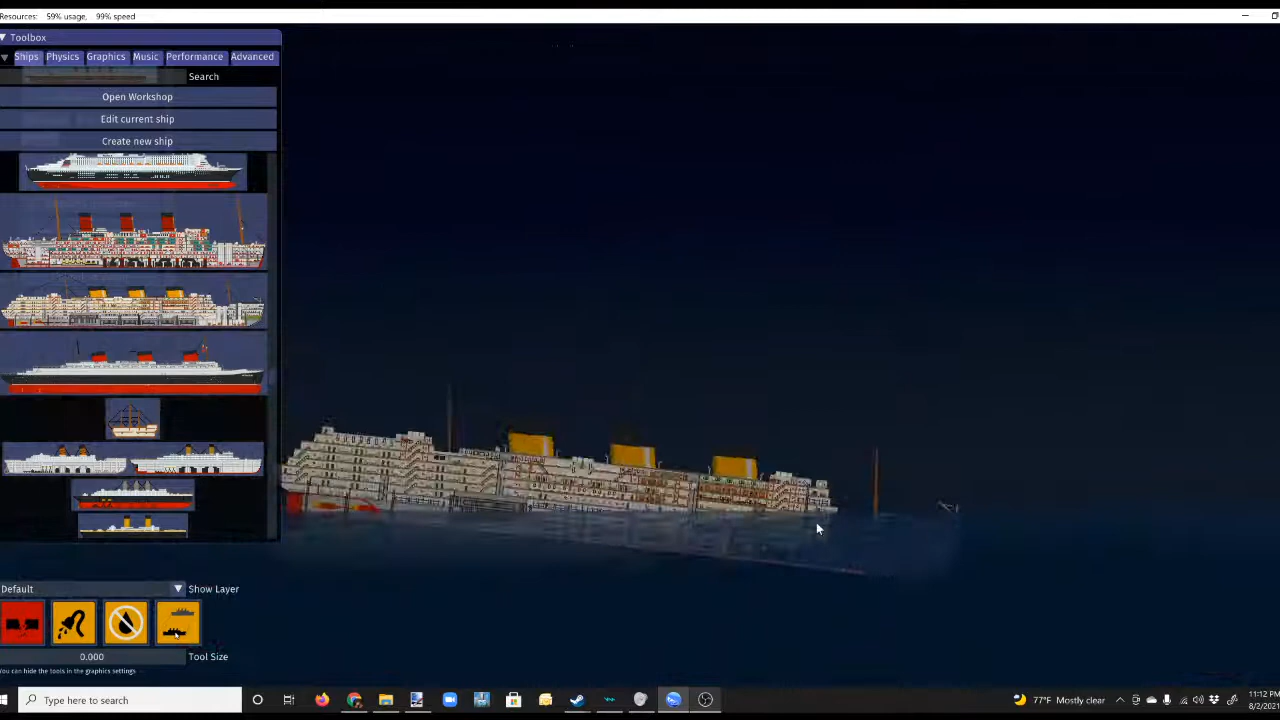 Resources: 59% usage, 99% speed
Toolbox
Ships Physics Graphics Music Performance Advanced
Search
Open Workshop
Edit current ship
Create new ship
Default Show Layer
0.000 Tool Size
You can hide the tools in the graphics settings
Type here to search
77°F Mostly clear
11:12 PM
8/2/2021